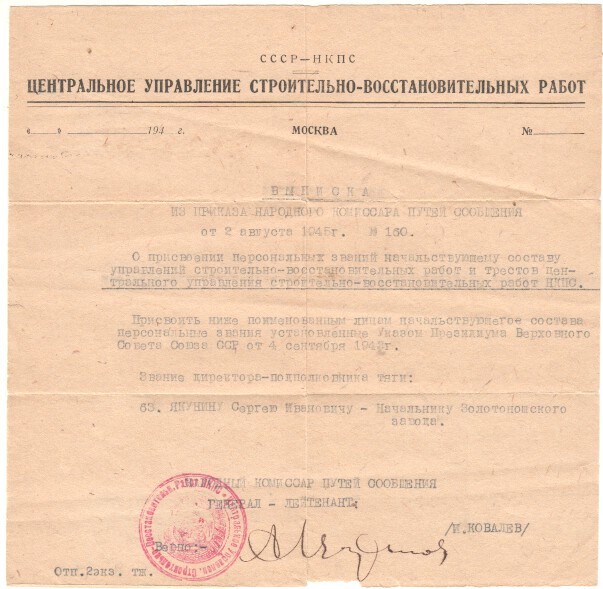 СССР—НКПС
ЦЕНТРАЛЬНОЕ УПРАВЛЕНИЕ СТРОИТЕЛЬНО-ВОССТАНОВИТЕЛЬНЫХ РАБОТ
« » 194 г. МОСКВА №
ВЫПИСКА
ИЗ ПРИКАЗА НАРОДНОГО КОМИССАРА ПУТЕЙ СООБЩЕНИЯ
от 2 августа 1945г. № 160.
О присвоении персональных званий начальствующему составу
управлений строительно-восстановительных работ и трестов Цен-
трального управления строительно-восстановительных работ НКПС.
Присвоить ниже поименованным лицам начальствующего состава
персональные звания установленные Указом Президиума Верховного
Совета Союза ССР от 4 сентября 1943г.
Звание директора-подполковника тяги:
53. ЯКУНИНУ Сергею Ивановичу - Начальнику Золотоношского
завода.
НАРОДНЫЙ КОМИССАР ПУТЕЙ СООБЩЕНИЯ
ГЕНЕРАЛ - ЛЕЙТЕНАНТ
/И.КОВАЛЕВ/
Верно:-
Отп.2экз. тж.